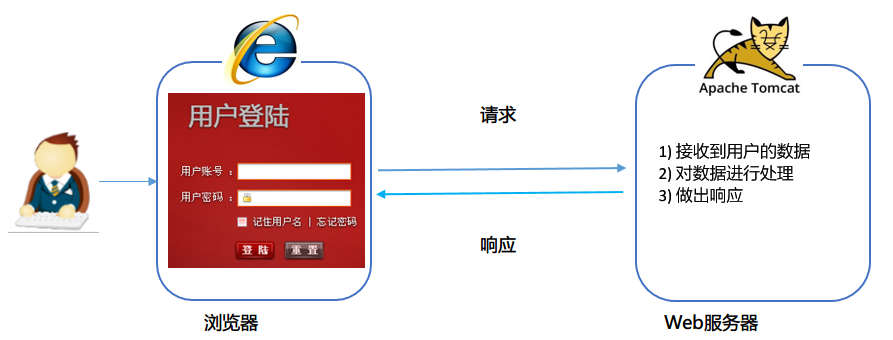 用户登陆
用户账号：
用户密码：
记住用户名 | 忘记密码
登 陆 重 置
浏览器
请求
响应
Apache Tomcat
1) 接收到用户的数据
2) 对数据进行处理
3) 做出响应
Web服务器